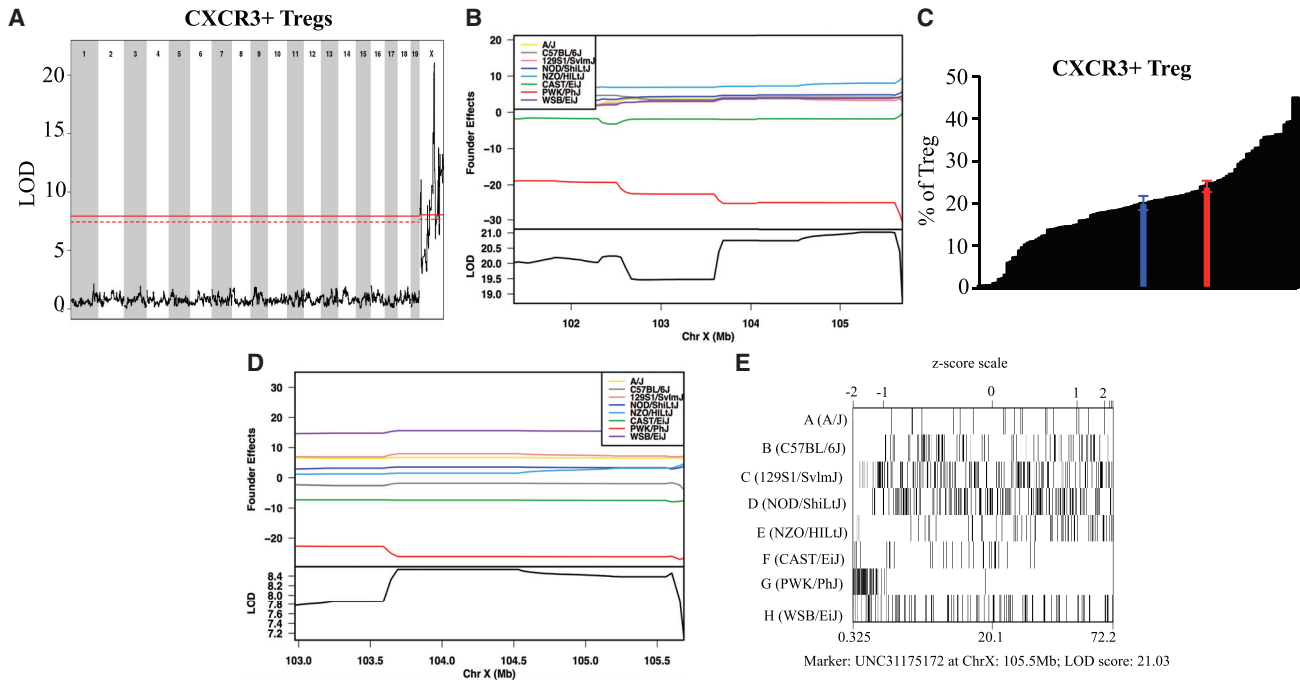 A
CXCR3+ Tregs
1 2 3 4 5 6 7 8 9 10 11 12 13 14 15 16 17 18 19 X
20
15
10
5
0
LOD
B
A/J
C57BL/6J
129S1/SvImJ
NOD/ShiLtJ
NZO/HILtJ
CAST/EiJ
PWK/PhJ
WSB/EiJ
20
10
0
-10
-20
-30
Founder Effects
21.0
20.5
20.0
19.5
19.0
LOD
102 103 104 105
Chr X (Mb)
C
CXCR3+ Treg
50
40
30
20
10
0
% of Treg
D
A/J
C57BL/6J
129S1/SvImJ
NOD/ShiLtJ
NZO/HILtJ
CAST/EiJ
PWK/PhJ
WSB/EiJ
30
20
10
0
-10
-20
Founder Effects
8.4
8.2
8.0
7.8
7.6
7.4
7.2
LOD
103.0 103.5 104.0 104.5 105.0 105.5
Chr X (Mb)
E
z-score scale
-2 -1 0 1 2
A (A/J)
B (C57BL/6J)
C (129S1/SvlmJ)
D (NOD/ShiLtJ)
E (NZO/HILtJ)
F (CAST/EiJ)
G (PWK/PhJ)
H (WSB/EiJ)
0.325 20.1 72.2
Marker: UNC31175172 at ChrX: 105.5Mb; LOD score: 21.03